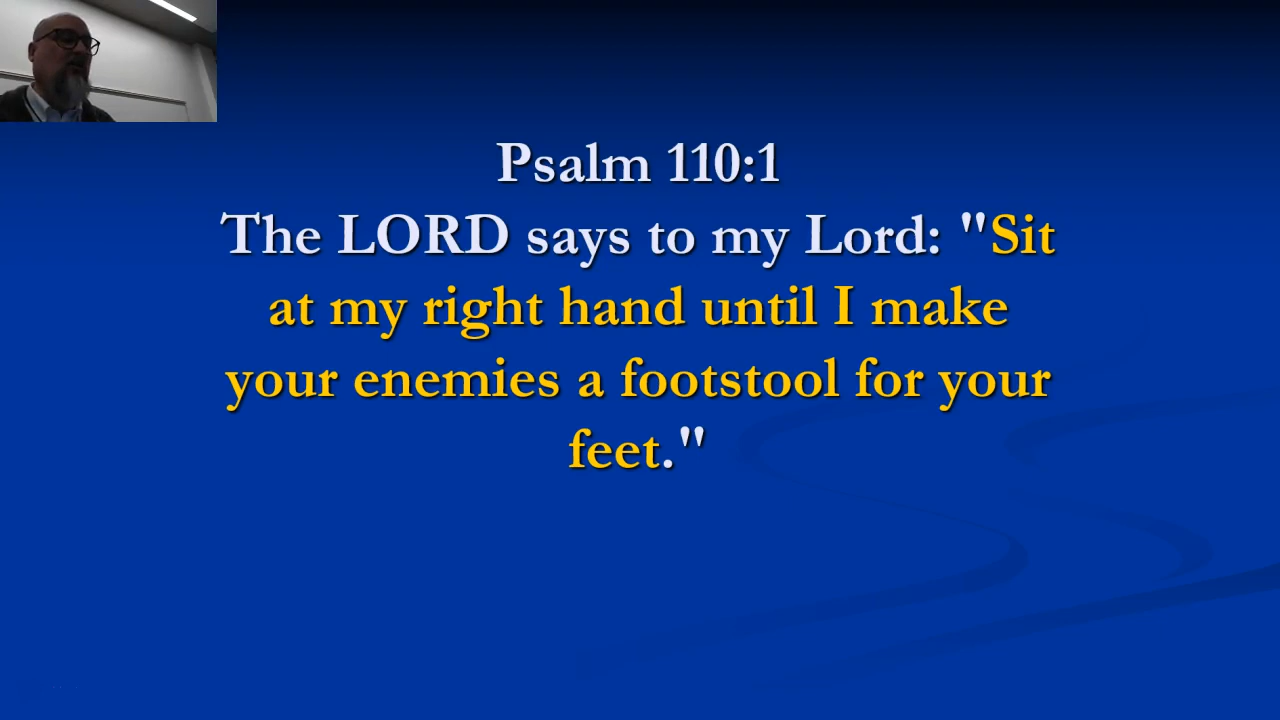 Psalm 110:1
The LORD says to my Lord: "Sit
at my right hand until I make
your enemies a footstool for your
feet."